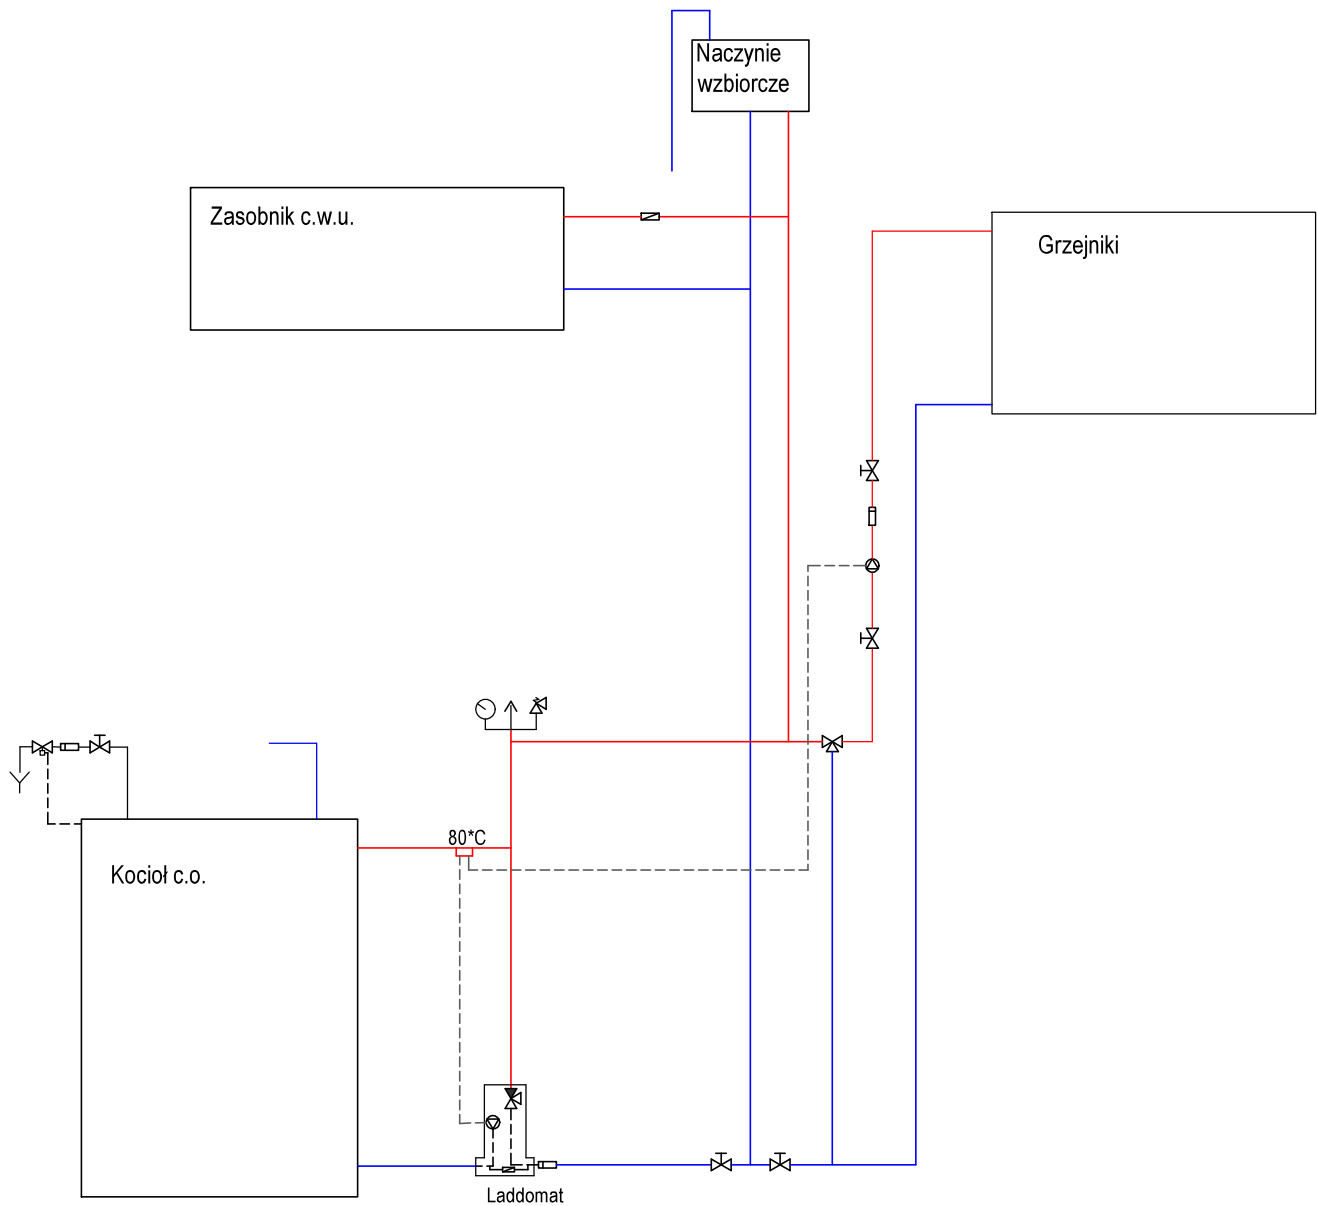 Naczynie
wzbiorcze
Zasobnik c.w.u.
Grzejniki
80*C
Kocioł c.o.
Laddomat